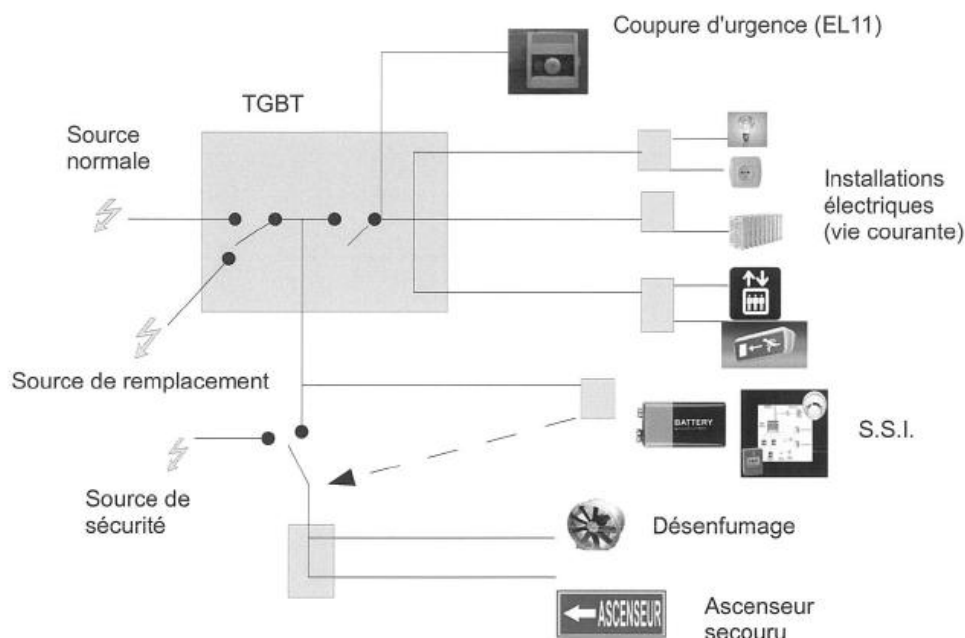 Coupure d'urgence (EL11)
TGBT
Source
normale
Installations
électriques
(vie courante)
Source de remplacement
BATTERY
S.S.I.
Source de
sécurité
Désenfumage
ASCENSEUR
Ascenseur
secouru